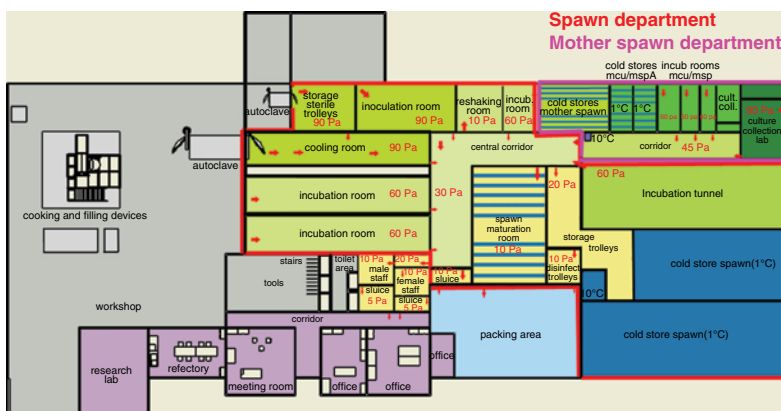 Spawn department
Mother spawn department
cold stores
mcu/mspA
incub rooms
mcu/msp
autoclave
storage
sterile
trolleys
90 Pa
inoculation room
90 Pa
reshaking
room
10 Pa
incub.
room
60 Pa
cold stores
mother spawn
1°C
1°C
cult.
coll.
culture
collection
lab
autoclave
cooling room
90 Pa
central corridor
10°C
corridor
45 Pa
incubation room
60 Pa
30 Pa
20 Pa
60 Pa
Incubation tunnel
cooking and filling devices
incubation room
60 Pa
spawn
maturation
room
10 Pa
storage
trolleys
stairs
toilet
area
10 Pa
male
staff
20 Pa
10 Pa
female
staff
10 Pa
sluice
10 Pa
disinfect
trolleys
cold store spawn(1°C)
tools
sluice
5 Pa
sluice
5 Pa
10°C
workshop
corridor
packing area
cold store spawn(1°C)
research
lab
refectory
meeting room
office
office
office